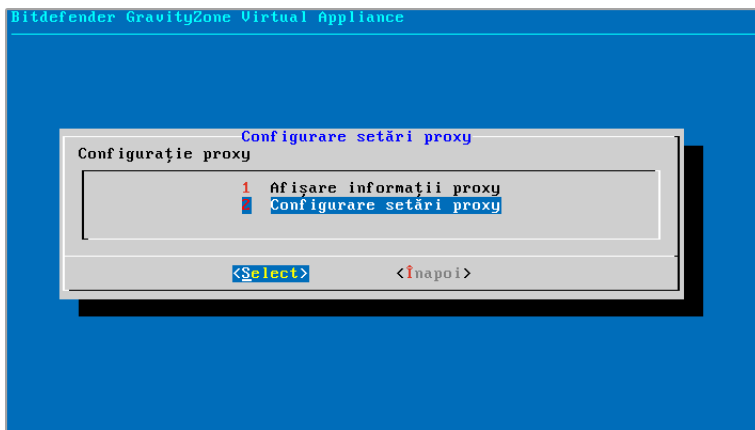 Bitdefender GravityZone Virtual Appliance
Configurare setări proxy
Configurație proxy
1 Afișare informații proxy
2 Configurare setări proxy
<Select> <Înapoi>